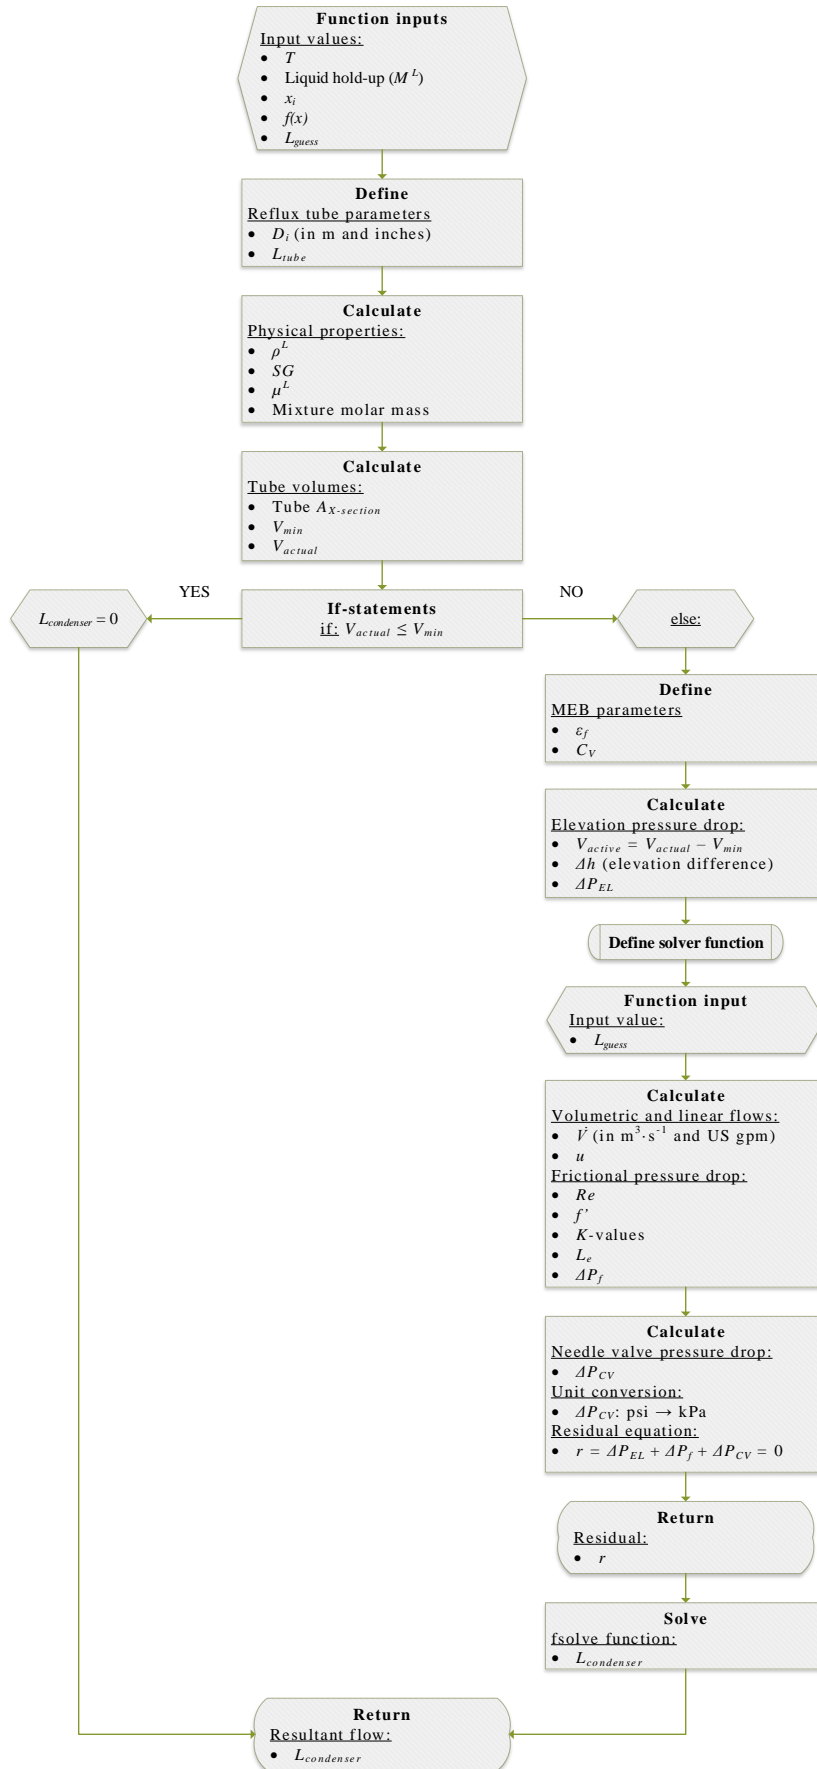 Function inputs
Input values:
• T
• Liquid hold-up (M^L)
• x_i
• f(x)
• L_guess
Define
Reflux tube parameters
• D_i (in m and inches)
• L_tube
Calculate
Physical properties:
• ρ^L
• SG
• μ^L
• Mixture molar mass
Calculate
Tube volumes:
• Tube A_X-section
• V_min
• V_actual
YES
NO
L_condenser = 0
If-statements
if: V_actual ≤ V_min
else:
Define
MEB parameters
• ε_f
• C_V
Calculate
Elevation pressure drop:
• V_active = V_actual – V_min
• Δh (elevation difference)
• ΔP_EL
Define solver function
Function input
Input value:
• L_guess
Calculate
Volumetric and linear flows:
• V̇ (in m³·s⁻¹ and US gpm)
• u
Frictional pressure drop:
• Re
• f’
• K-values
• L_e
• ΔP_f
Calculate
Needle valve pressure drop:
• ΔP_CV
Unit conversion:
• ΔP_CV: psi → kPa
Residual equation:
• r = ΔP_EL + ΔP_f + ΔP_CV = 0
Return
Residual:
• r
Solve
fsolve function:
• L_condenser
Return
Resultant flow:
• L_condenser